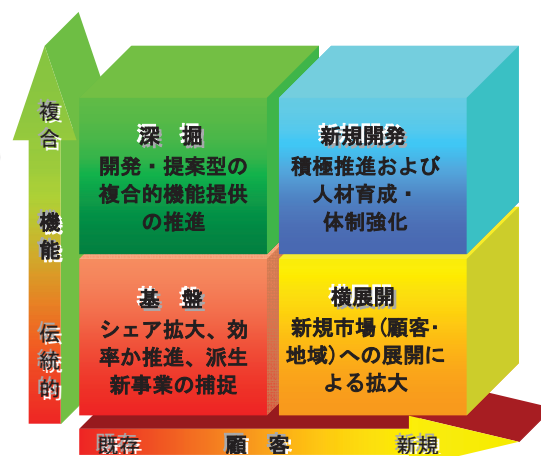 複合
機能
伝統的
深　掘
開発・提案型の
複合的機能提供
の推進
新規開発
積極推進および
人材育成・
体制強化
基　盤
シェア拡大、効
率か推進、派生
新事業の捕捉
横展開
新規市場(顧客・
地域)への展開に
よる拡大
既存　顧　客　新規